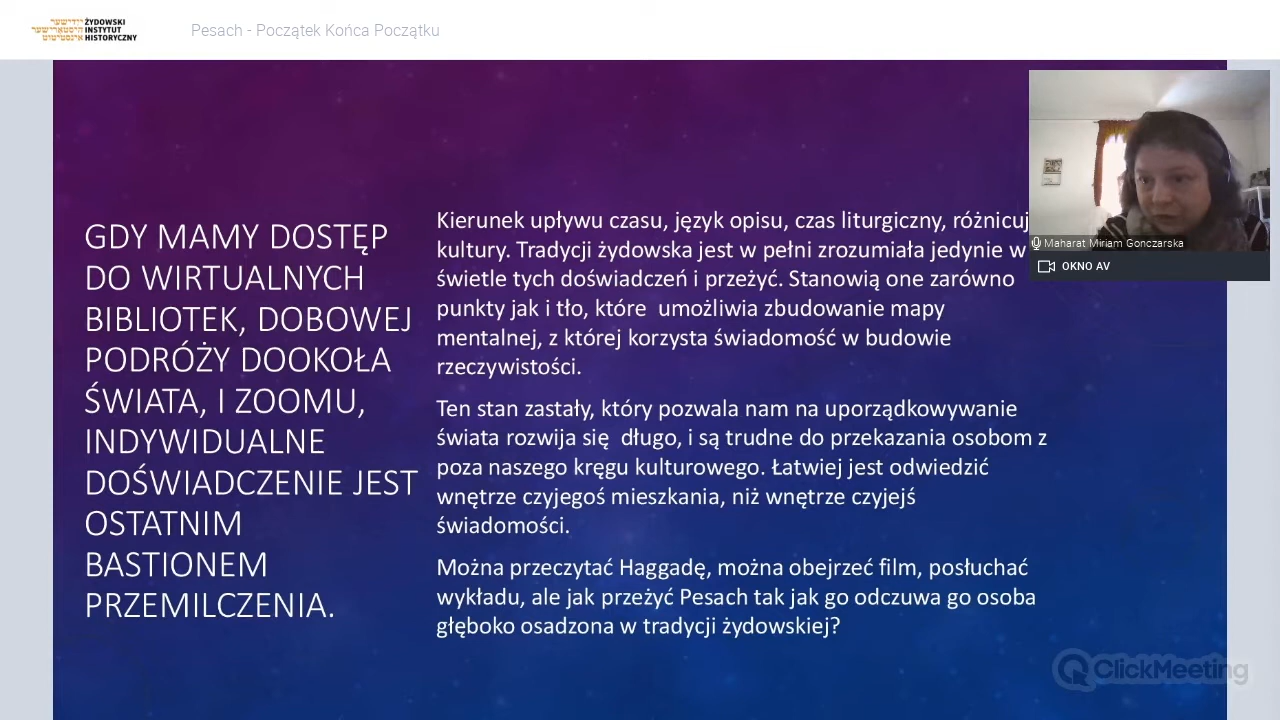 ייִדישער
היסטאָרישער
אינסטיטוט
ŻYDOWSKI
INSTYTUT
HISTORYCZNY
Pesach - Początek Końca Początku
GDY MAMY DOSTĘP
DO WIRTUALNYCH
BIBLIOTEK, DOBOWEJ
PODRÓŻY DOOKOŁA
ŚWIATA, I ZOOMU,
INDYWIDUALNE
DOŚWIADCZENIE JEST
OSTATNIM
BASTIONEM
PRZEMILCZENIA.
Kierunek upływu czasu, język opisu, czas liturgiczny, różnicuj
kultury. Tradycji żydowska jest w pełni zrozumiała jedynie w
świetle tych doświadczeń i przeżyć. Stanowią one zarówno
punkty jak i tło, które  umożliwia zbudowanie mapy
mentalnej, z której korzysta świadomość w budowie
rzeczywistości.
Ten stan zastały, który pozwala nam na uporządkowywanie
świata rozwija się  długo, i są trudne do przekazania osobom z
poza naszego kręgu kulturowego. Łatwiej jest odwiedzić
wnętrze czyjegoś mieszkania, niż wnętrze czyjejś
świadomości.
Można przeczytać Haggadę, można obejrzeć film, posłuchać
wykładu, ale jak przeżyć Pesach tak jak go odczuwa go osoba
głęboko osadzona w tradycji żydowskiej?
Maharat Miriam Gonczarska
OKNO AV
ClickMeeting